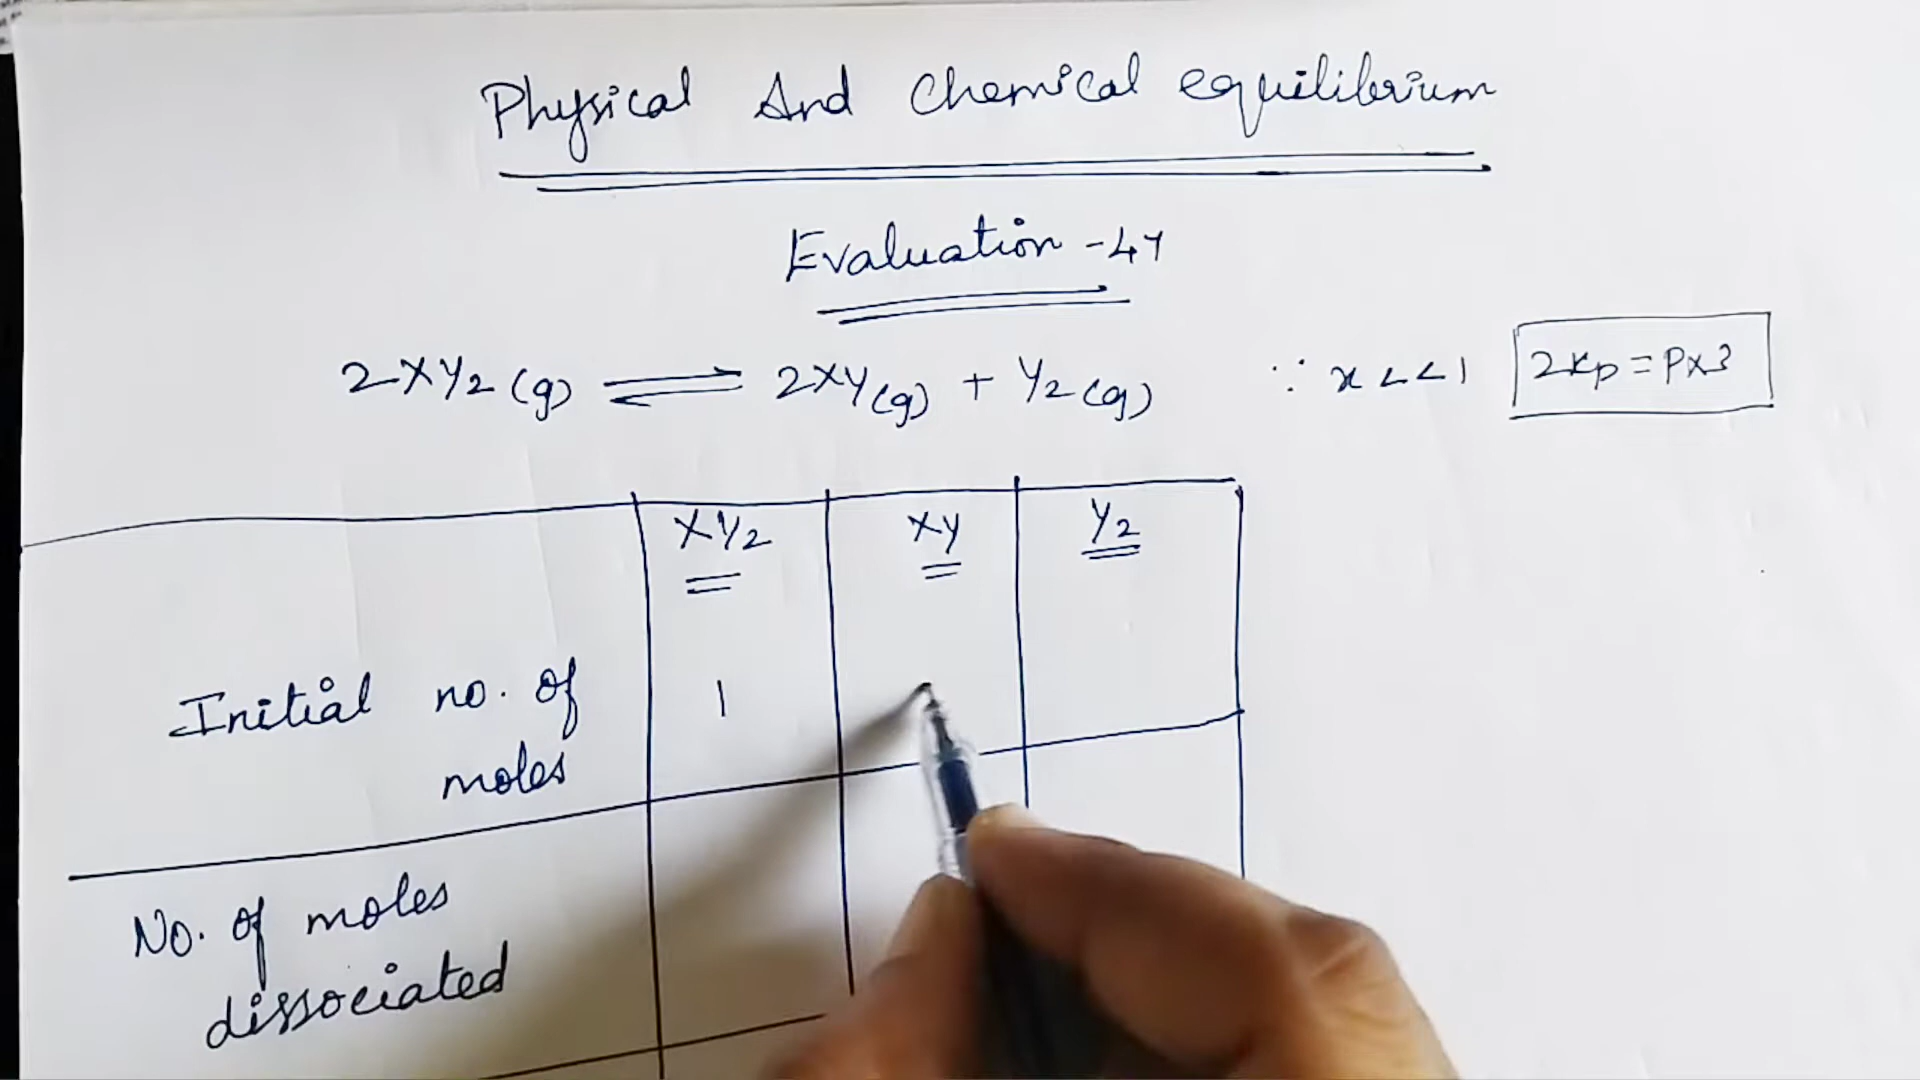 Physical And Chemical equilibrium
Evaluation - 44
2XY2 (g) ⇌ 2XY(g) + Y2 (g) ∵ x << 1 2Kp = Px3
XY2 XY Y2
Initial no. of 1
moles
No. of moles
dissociated